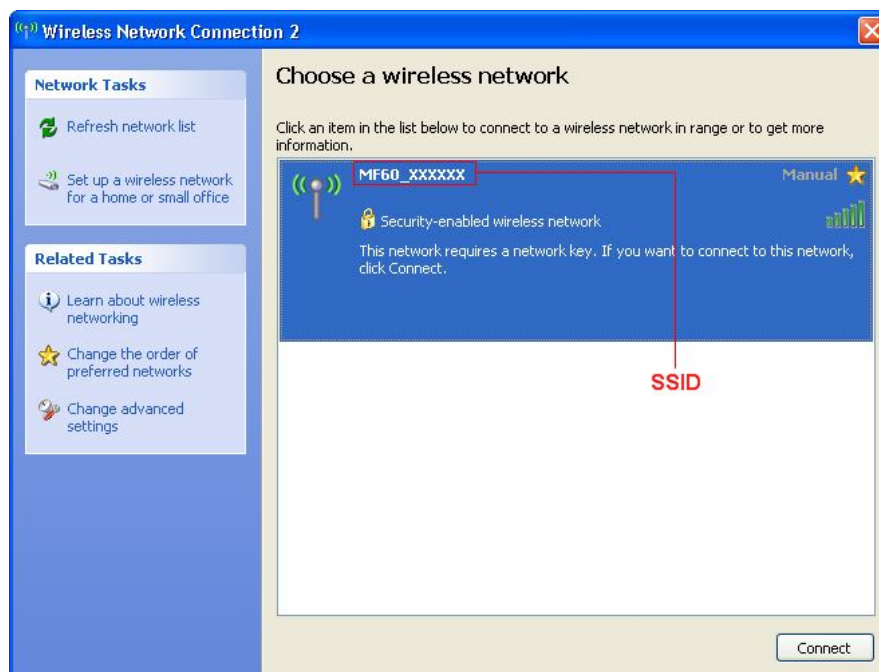 Wireless Network Connection 2
Network Tasks
Refresh network list
Set up a wireless network
for a home or small office
Related Tasks
Learn about wireless
networking
Change the order of
preferred networks
Change advanced
settings
Choose a wireless network
Click an item in the list below to connect to a wireless network in range or to get more
information.
MF60_XXXXXX
Manual
Security-enabled wireless network
This network requires a network key. If you want to connect to this network,
click Connect.
SSID
Connect